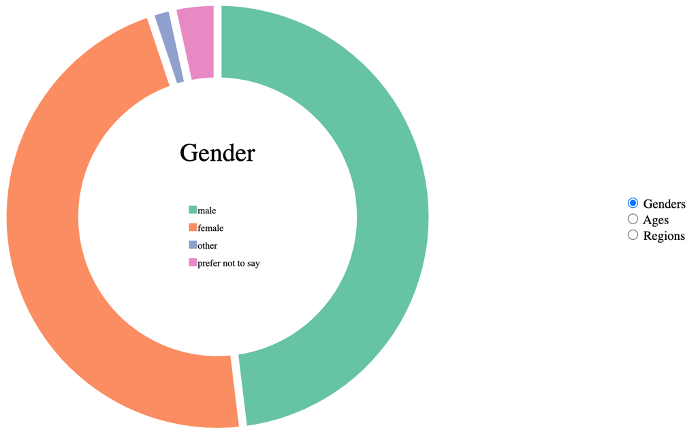 Gender
male
female
other
prefer not to say
Genders
Ages
Regions